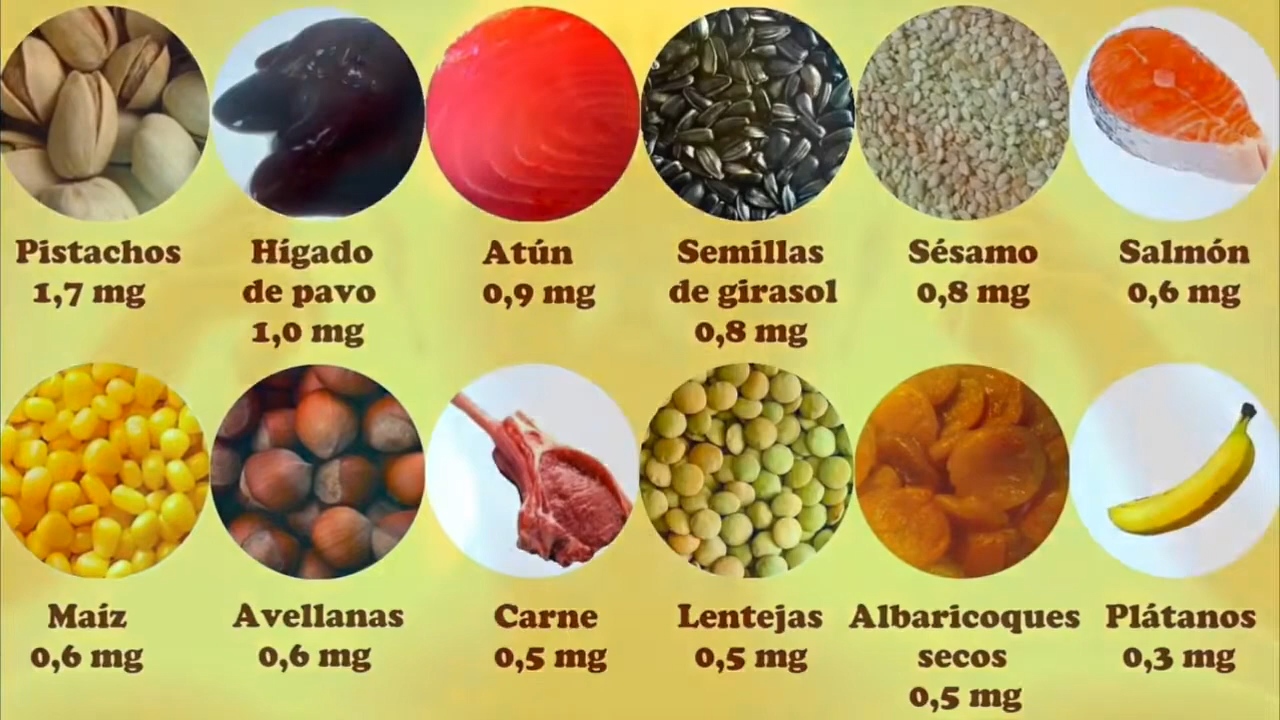 Pistachos
1,7 mg
Hígado
de pavo
1,0 mg
Atún
0,9 mg
Semillas
de girasol
0,8 mg
Sésamo
0,8 mg
Salmón
0,6 mg
Maíz
0,6 mg
Avellanas
0,6 mg
Carne
0,5 mg
Lentejas
0,5 mg
Albaricoques
secos
0,5 mg
Plátanos
0,3 mg